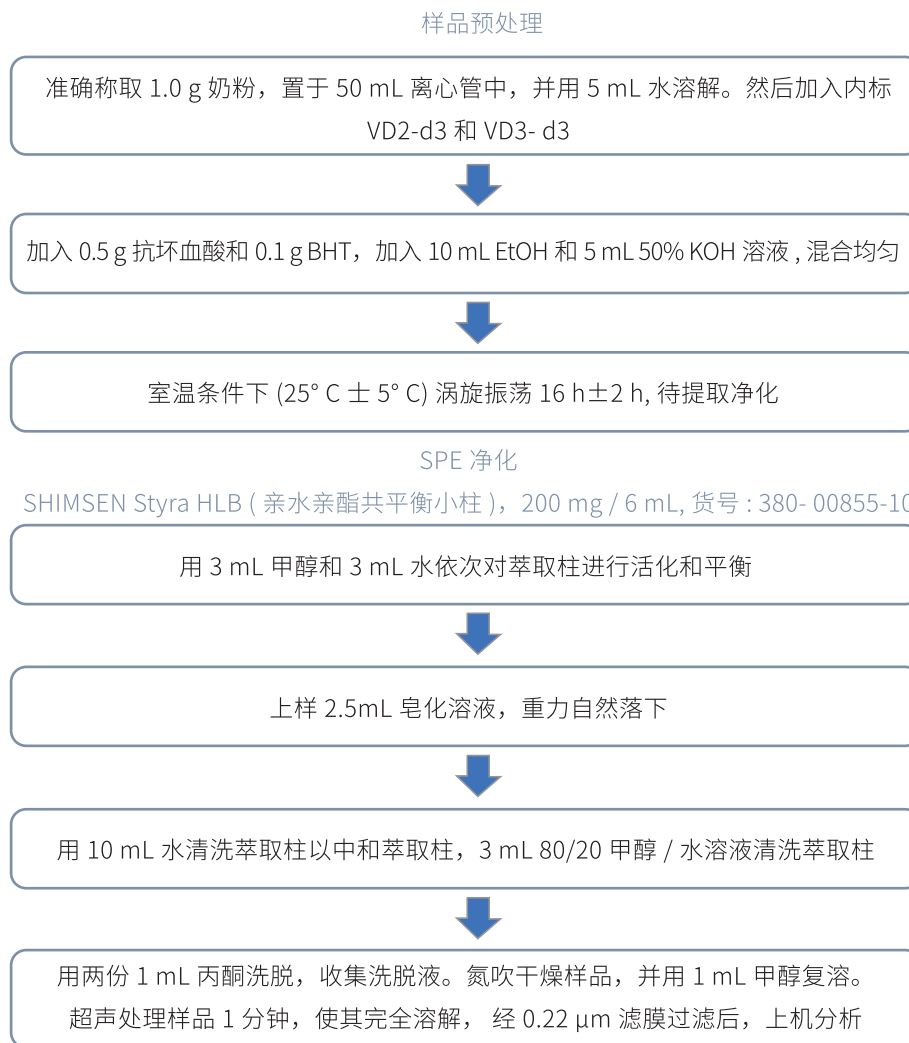 样品预处理
准确称取 1.0 g 奶粉，置于 50 mL 离心管中，并用 5 mL 水溶解。然后加入内标
VD2-d3 和 VD3- d3
加入 0.5 g 抗坏血酸和 0.1 g BHT，加入 10 mL EtOH 和 5 mL 50% KOH 溶液 , 混合均匀
室温条件下 (25° C 士 5° C) 涡旋振荡 16 h±2 h, 待提取净化
SPE 净化
SHIMSEN Styra HLB ( 亲水亲酯共平衡小柱 )，200 mg / 6 mL, 货号 : 380- 00855-10
用 3 mL 甲醇和 3 mL 水依次对萃取柱进行活化和平衡
上样 2.5mL 皂化溶液，重力自然落下
用 10 mL 水清洗萃取柱以中和萃取柱，3 mL 80/20 甲醇 / 水溶液清洗萃取柱
用两份 1 mL 丙酮洗脱，收集洗脱液。氮吹干燥样品，并用 1 mL 甲醇复溶。
超声处理样品 1 分钟，使其完全溶解， 经 0.22 μm 滤膜过滤后，上机分析